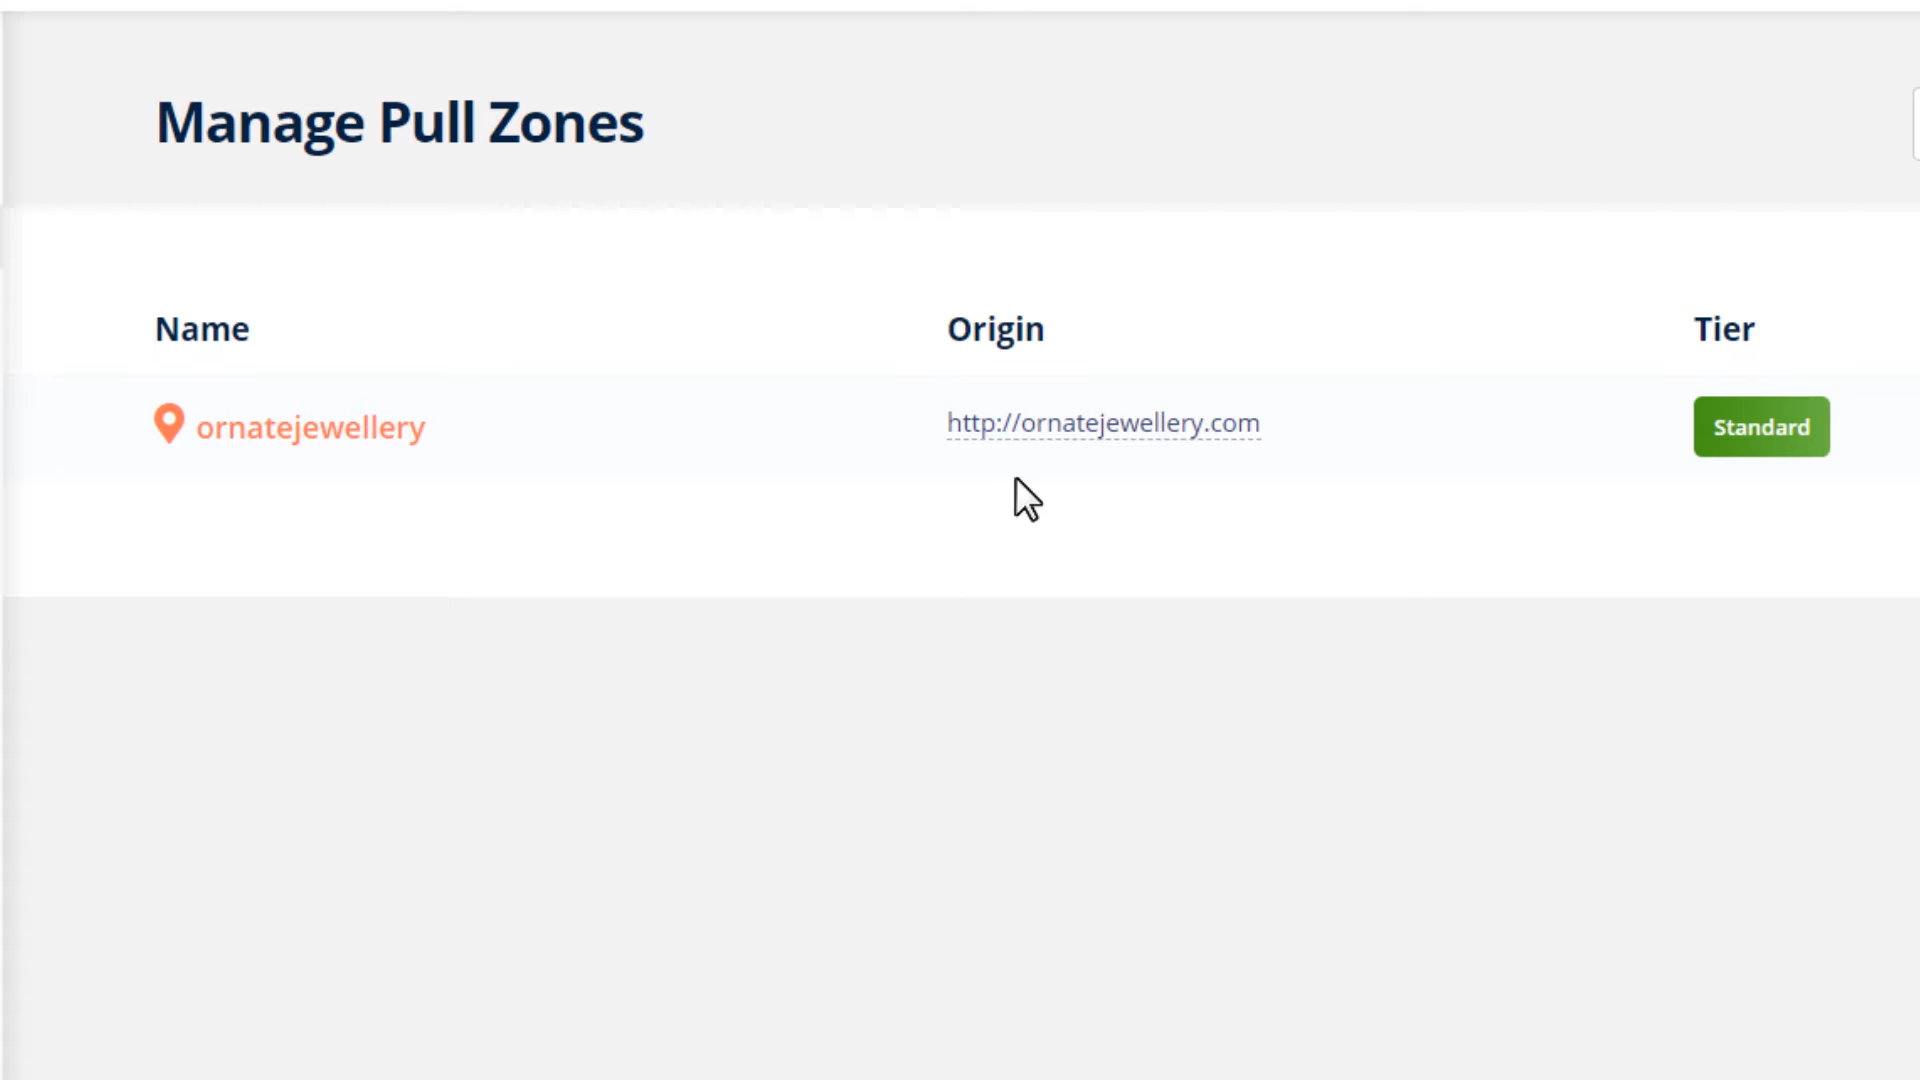 Manage Pull Zones
Name Origin Tier
ornatejewellery http://ornatejewellery.com Standard